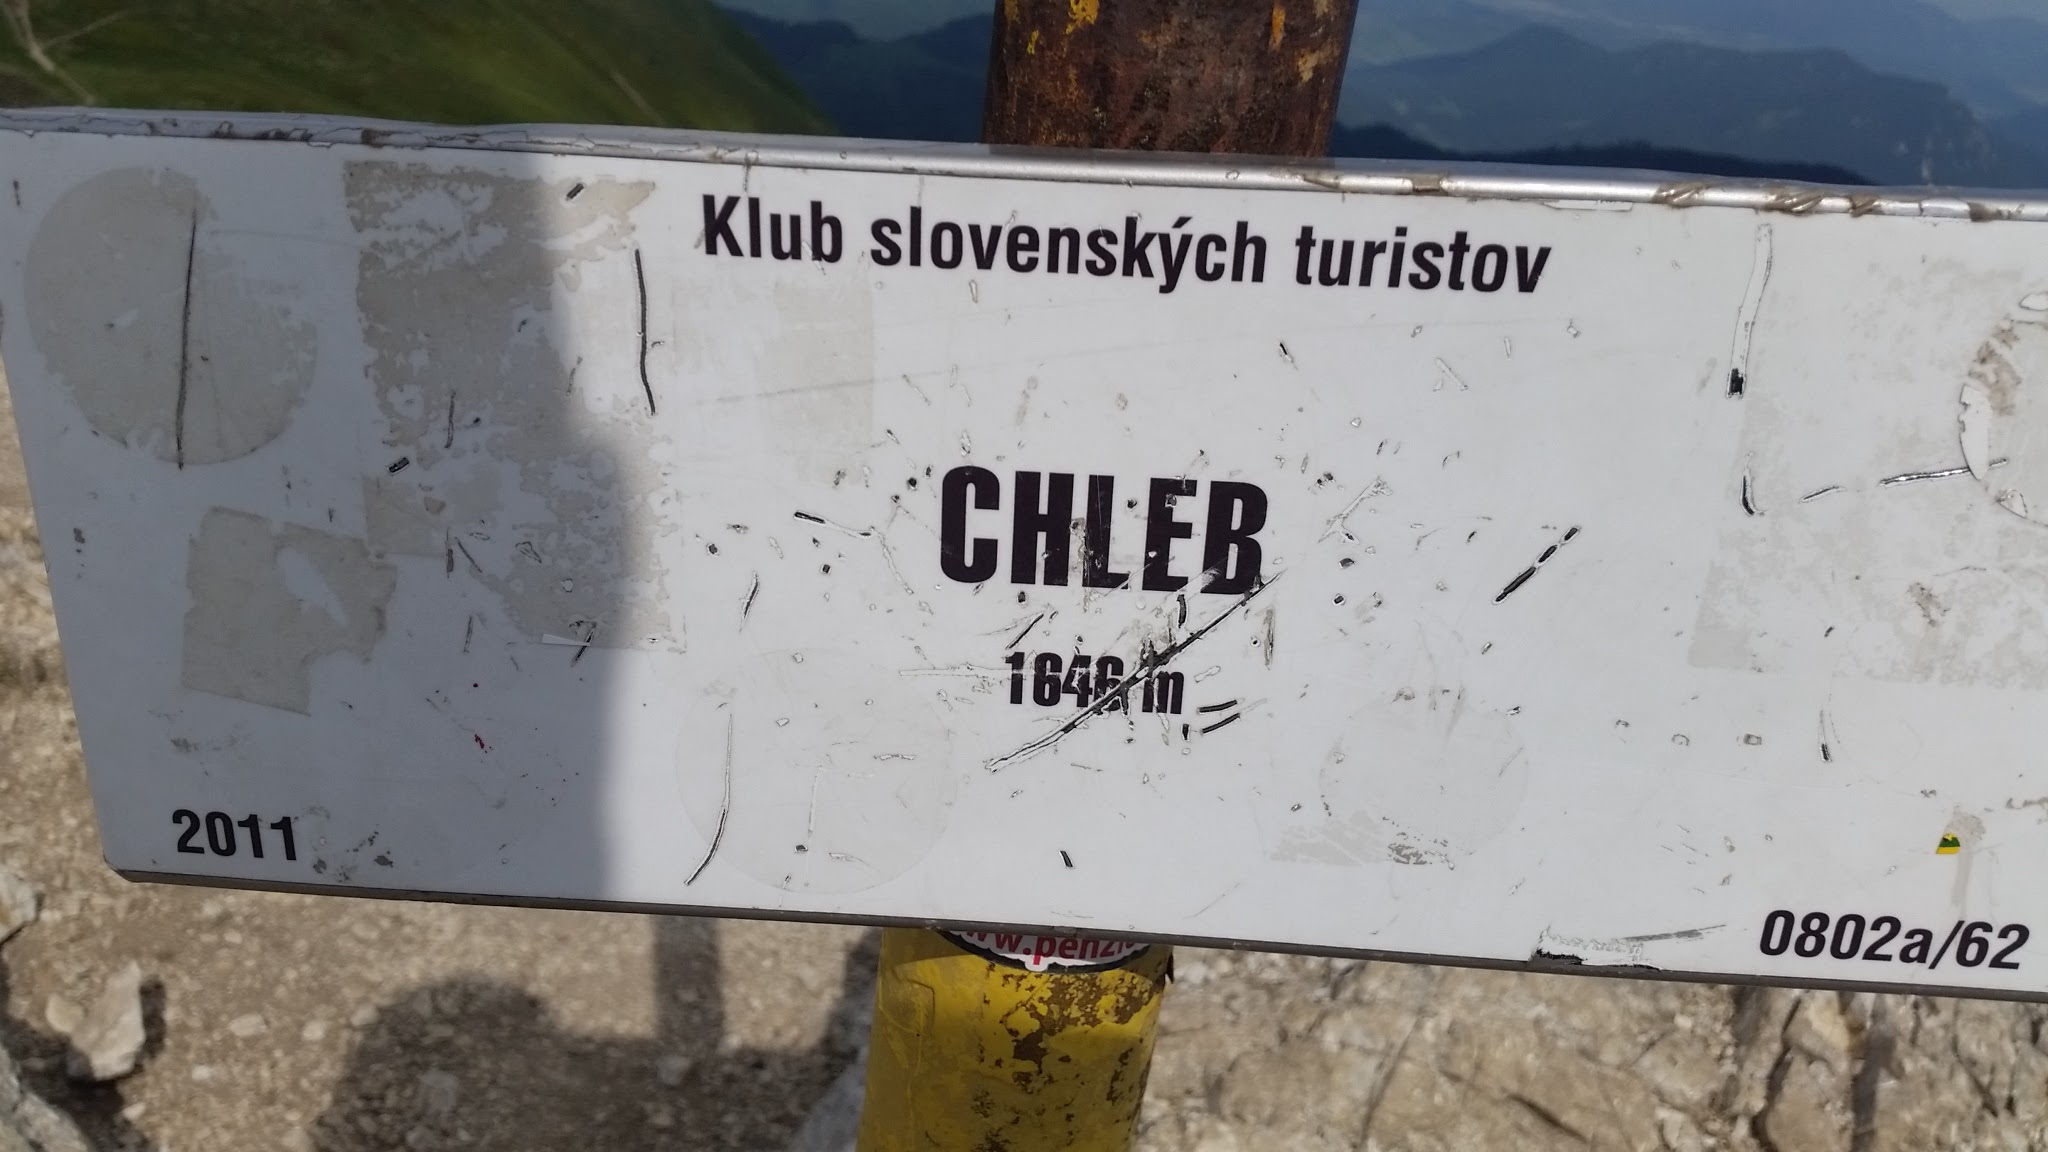 Klub slovenských turistov
CHLEB
1646 m
2011
0802a/62